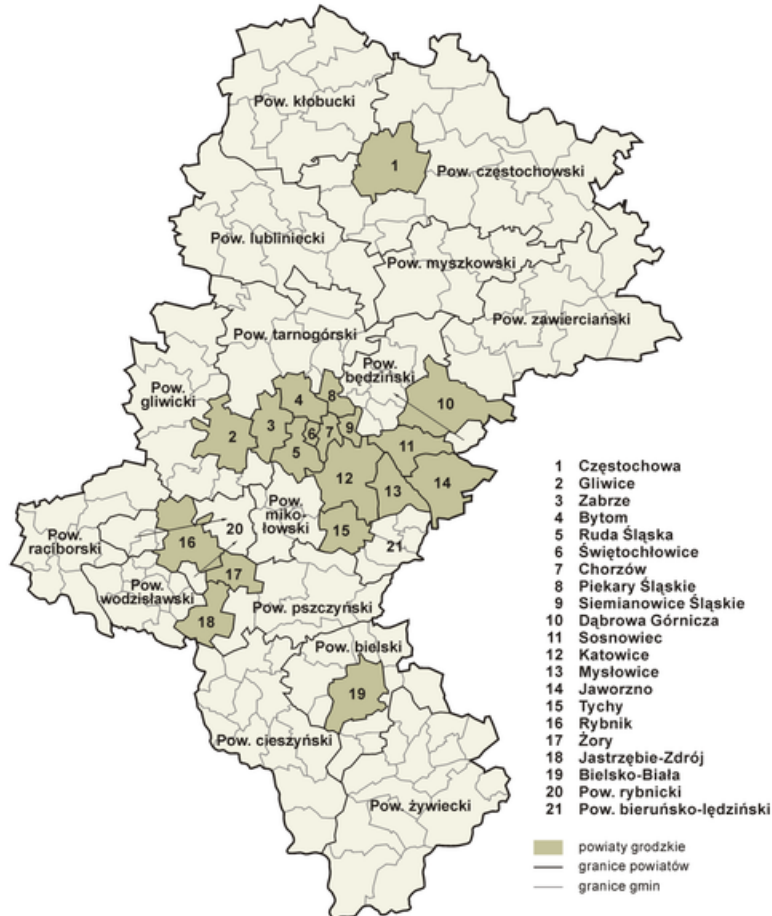 Pow. kłobucki
1
Pow. częstochowski
Pow. lubliniecki
Pow. myszkowski
Pow. zawierciański
Pow. tarnogórski
Pow.
będziński
Pow.
gliwicki
10
4
8
2
3
6
7
9
5
11
12
13
14
Pow.
miko-
łowski
15
20
21
16
Pow.
raciborski
17
Pow.
wodzisławski
18
Pow. pszczyński
Pow. bielski
19
Pow. cieszyński
Pow. żywiecki
1 Częstochowa
2 Gliwice
3 Zabrze
4 Bytom
5 Ruda Śląska
6 Świętochłowice
7 Chorzów
8 Piekary Śląskie
9 Siemianowice Śląskie
10 Dąbrowa Górnicza
11 Sosnowiec
12 Katowice
13 Mysłowice
14 Jaworzno
15 Tychy
16 Rybnik
17 Żory
18 Jastrzębie-Zdrój
19 Bielsko-Biała
20 Pow. rybnicki
21 Pow. bieruńsko-lędziński
powiaty grodzkie
granice powiatów
granice gmin